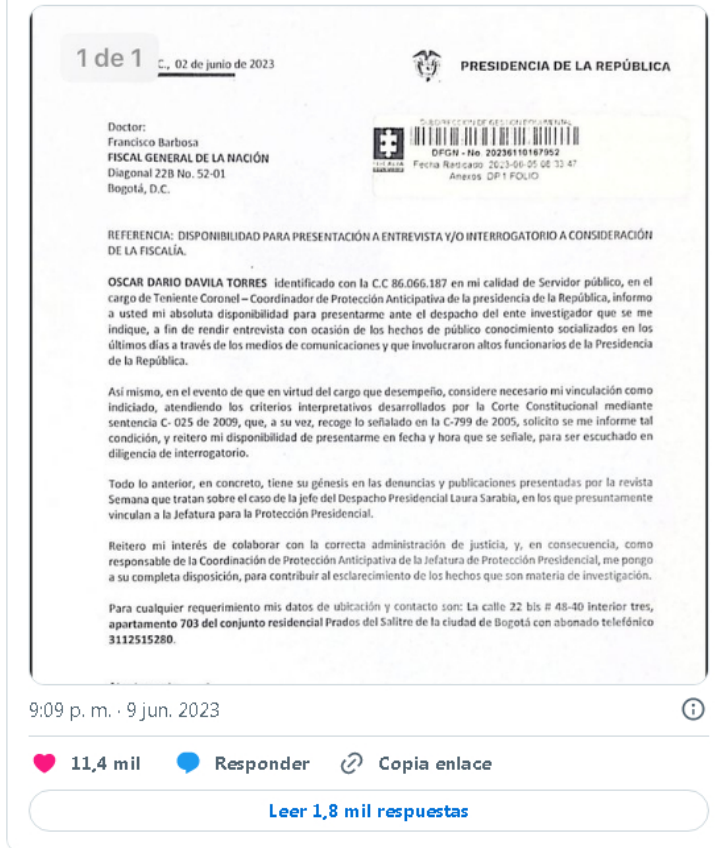 1 de 1
C., 02 de junio de 2023
PRESIDENCIA DE LA REPÚBLICA
Doctor:
Francisco Barbosa
FISCAL GENERAL DE LA NACIÓN
Diagonal 22B No. 52-01
Bogotá, D.C.
SUBDIRECCION DE GESTION DOCUMENTAL
DFGN - No. 20236110167952
Fecha Radicado: 2023-06-05 08:33:47
Anexos: DP 1 FOLIO
REFERENCIA: DISPONIBILIDAD PARA PRESENTACIÓN A ENTREVISTA Y/O INTERROGATORIO A CONSIDERACIÓN
DE LA FISCALÍA.
OSCAR DARIO DAVILA TORRES identificado con la C.C 86.066.187 en mi calidad de Servidor público, en el
cargo de Teniente Coronel – Coordinador de Protección Anticipativa de la presidencia de la República, informo
a usted mi absoluta disponibilidad para presentarme ante el despacho del ente investigador que se me
indique, a fin de rendir entrevista con ocasión de los hechos de público conocimiento socializados en los
últimos días a través de los medios de comunicaciones y que involucraron altos funcionarios de la Presidencia
de la República.
Así mismo, en el evento de que en virtud del cargo que desempeño, considere necesario mi vinculación como
indiciado, atendiendo los criterios interpretativos desarrollados por la Corte Constitucional mediante
sentencia C- 025 de 2009, que, a su vez, recoge lo señalado en la C-799 de 2005, solicito se me informe tal
condición, y reitero mi disponibilidad de presentarme en fecha y hora que se señale, para ser escuchado en
diligencia de interrogatorio.
Todo lo anterior, en concreto, tiene su génesis en las denuncias y publicaciones presentadas por la revista
Semana que tratan sobre el caso de la jefe del Despacho Presidencial Laura Sarabia, en los que presuntamente
vinculan a la Jefatura para la Protección Presidencial.
Reitero mi interés de colaborar con la correcta administración de justicia, y, en consecuencia, como
responsable de la Coordinación de Protección Anticipativa de la Jefatura de Protección Presidencial, me pongo
a su completa disposición, para contribuir al esclarecimiento de los hechos que son materia de investigación.
Para cualquier requerimiento mis datos de ubicación y contacto son: La calle 22 bis # 48-40 interior tres,
apartamento 703 del conjunto residencial Prados del Salitre de la ciudad de Bogotá con abonado telefónico
3112515280.
9:09 p. m. · 9 jun. 2023
11,4 mil
Responder
Copia enlace
Leer 1,8 mil respuestas